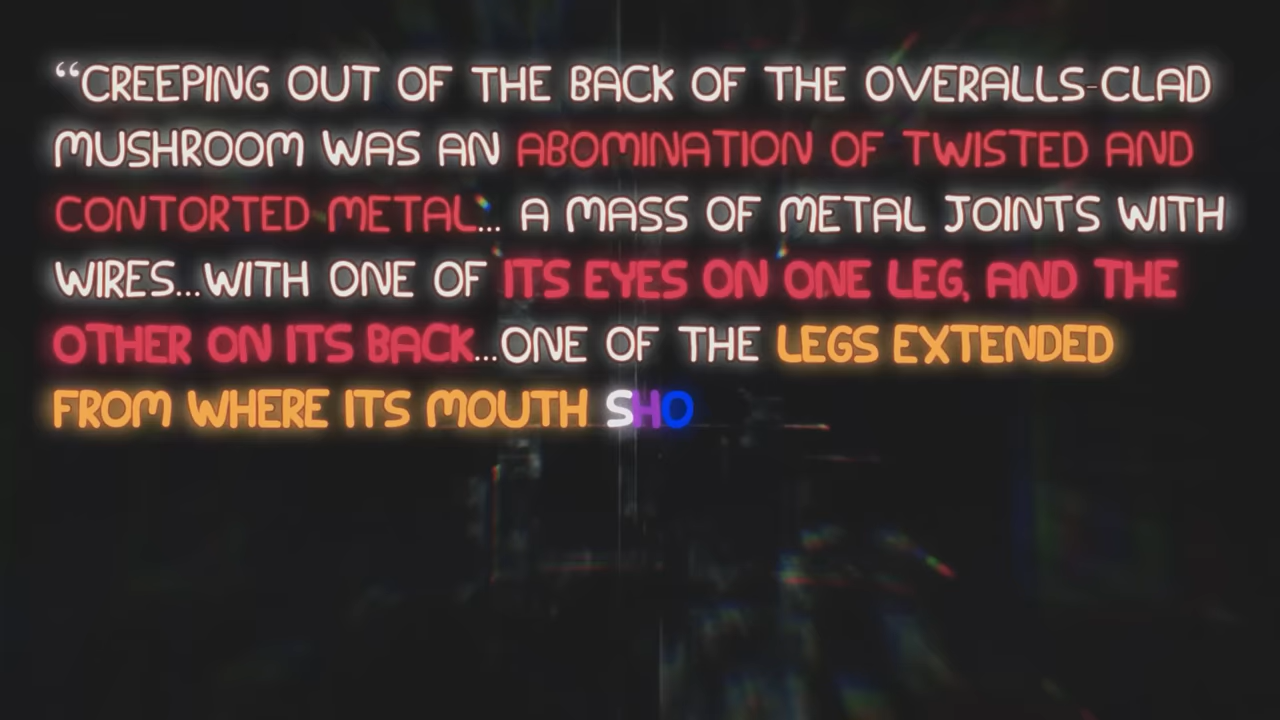 “CREEPING OUT OF THE BACK OF THE OVERALLS-CLAD
MUSHROOM WAS AN ABOMINATION OF TWISTED AND
CONTORTED METAL... A MASS OF METAL JOINTS WITH
WIRES...WITH ONE OF ITS EYES ON ONE LEG, AND THE
OTHER ON ITS BACK...ONE OF THE LEGS EXTENDED
FROM WHERE ITS MOUTH SHO